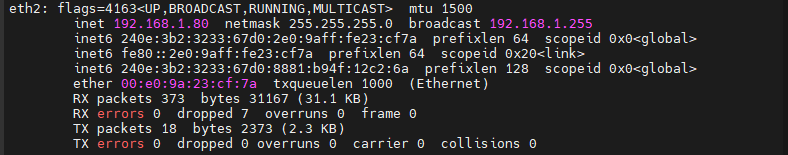 eth2: flags=4163<UP,BROADCAST,RUNNING,MULTICAST>  mtu 1500
inet 192.168.1.80  netmask 255.255.255.0  broadcast 192.168.1.255
inet6 240e:3b2:3233:67d0:2e0:9aff:fe23:cf7a  prefixlen 64  scopeid 0x0<global>
inet6 fe80::2e0:9aff:fe23:cf7a  prefixlen 64  scopeid 0x20<link>
inet6 240e:3b2:3233:67d0:8881:b94f:12c2:6a  prefixlen 128  scopeid 0x0<global>
ether 00:e0:9a:23:cf:7a  txqueuelen 1000  (Ethernet)
RX packets 373  bytes 31167 (31.1 KB)
RX errors 0  dropped 7  overruns 0  frame 0
TX packets 18  bytes 2373 (2.3 KB)
TX errors 0  dropped 0 overruns 0  carrier 0  collisions 0